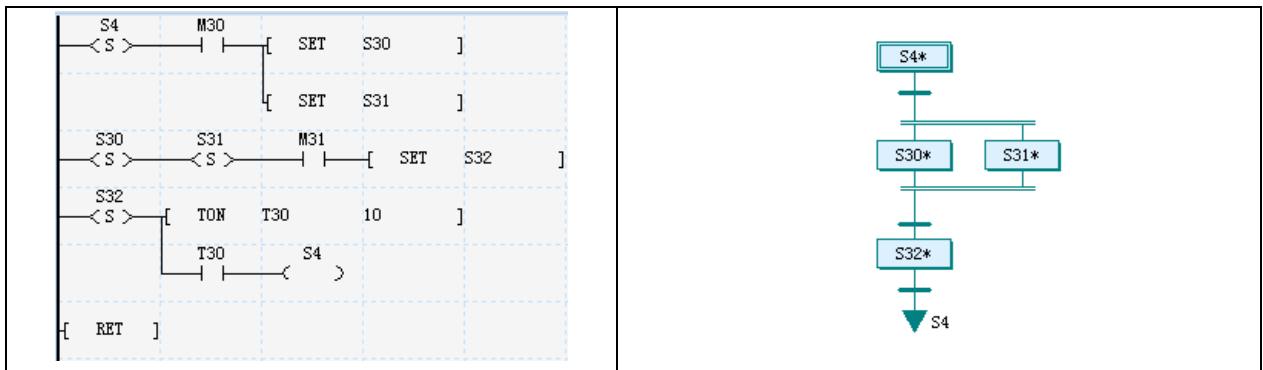 S4 M30
S [ SET S30 ]
[ SET S31 ]
S30 S31 M31
S S [ SET S32 ]
S32
S [ TON T30 10 ]
T30 S4
[ RET ]
S4*
S30* S31*
S32*
S4